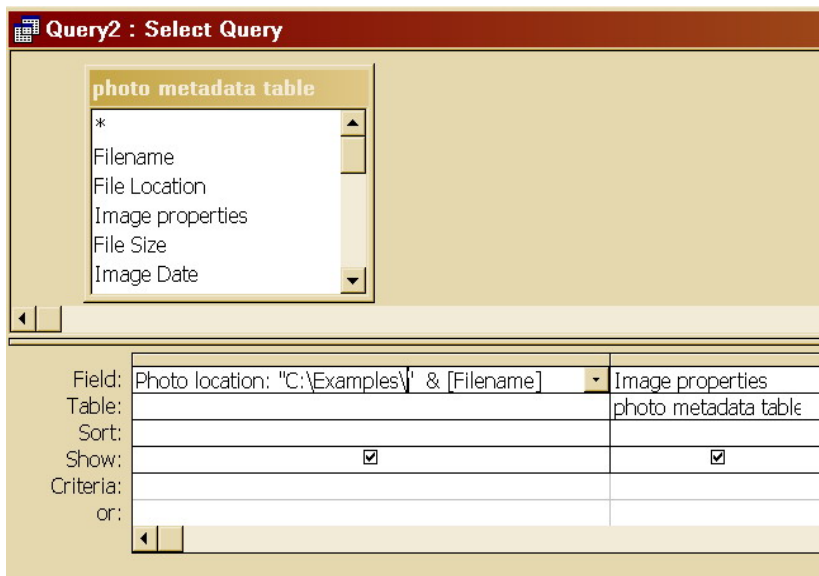 Query2 : Select Query
photo metadata table
*
Filename
File Location
Image properties
File Size
Image Date
Field: Photo location: "C:\Examples\" & [Filename] Image properties
Table: photo metadata table
Sort:
Show:
Criteria:
or: